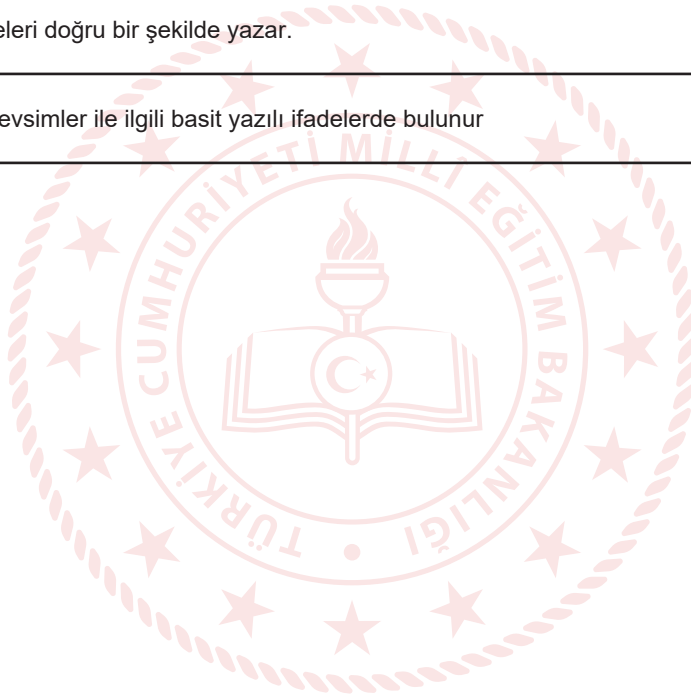 eleri doğru bir şekilde yazar.
evsimler ile ilgili basit yazılı ifadelerde bulunur
TÜRKİYE CUMHURİYETİ MİLLÎ EĞİTİM BAKANLIĞI